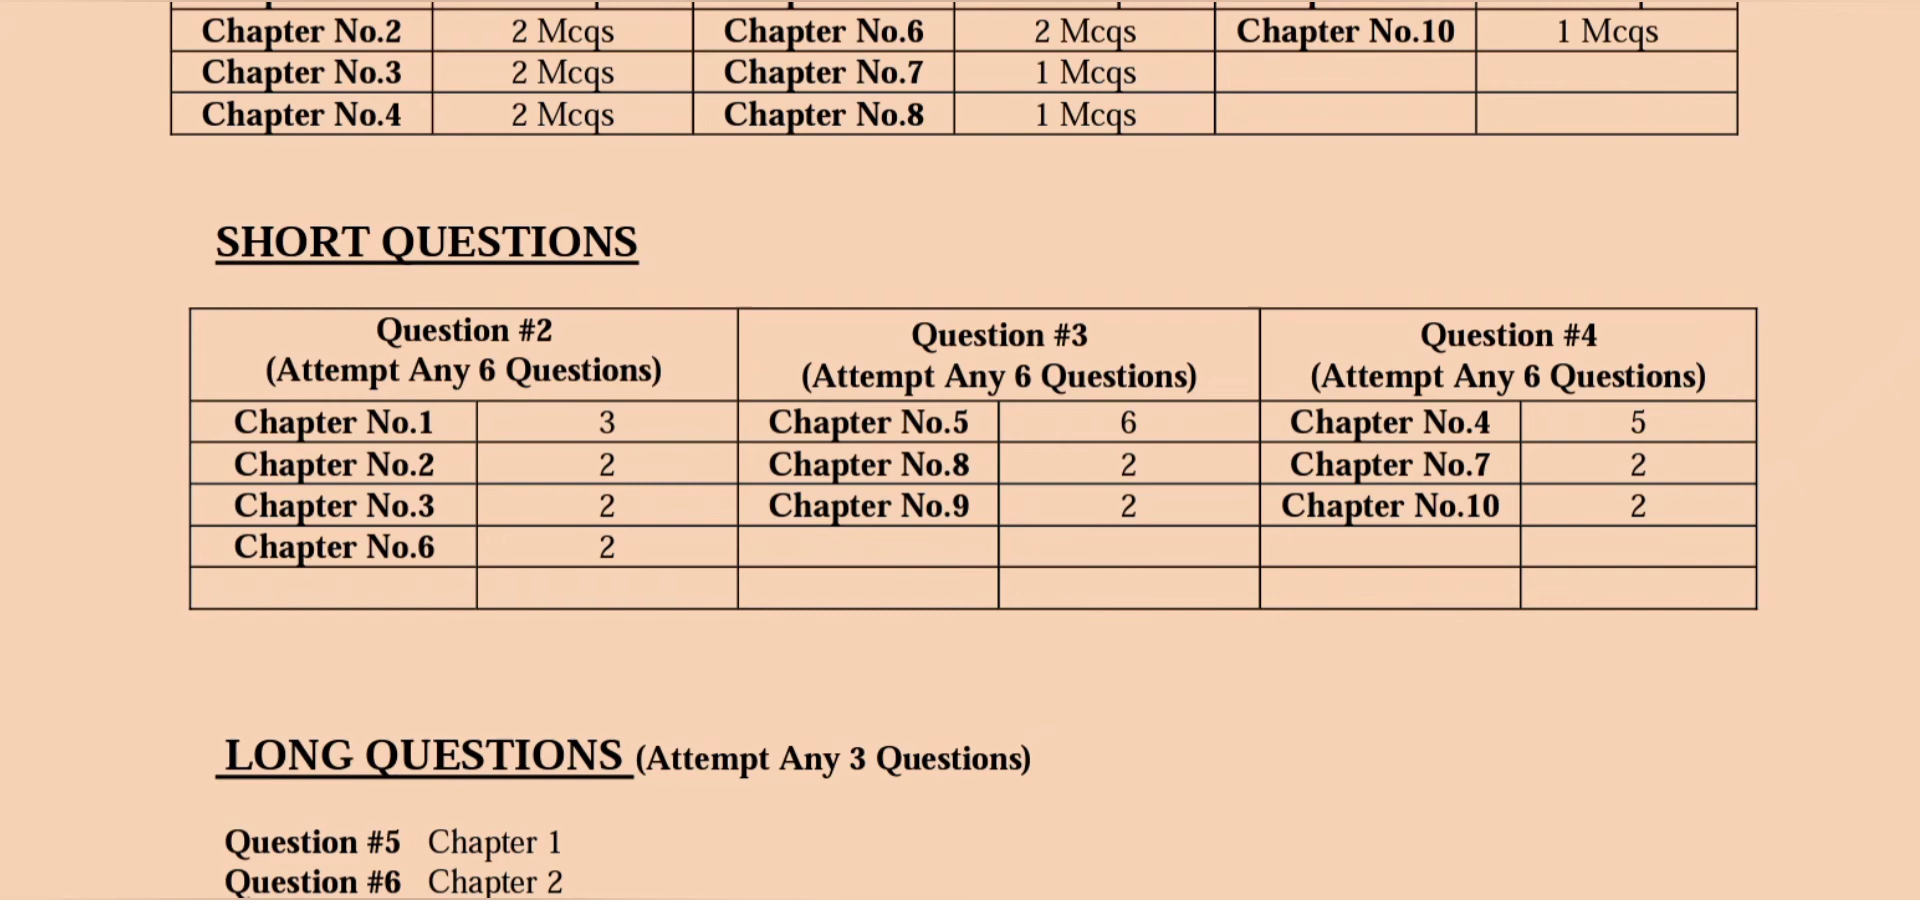 Chapter No.2 2 Mcqs Chapter No.6 2 Mcqs Chapter No.10 1 Mcqs
Chapter No.3 2 Mcqs Chapter No.7 1 Mcqs
Chapter No.4 2 Mcqs Chapter No.8 1 Mcqs
SHORT QUESTIONS
Question #2 Question #3 Question #4
(Attempt Any 6 Questions) (Attempt Any 6 Questions) (Attempt Any 6 Questions)
Chapter No.1 3 Chapter No.5 6 Chapter No.4 5
Chapter No.2 2 Chapter No.8 2 Chapter No.7 2
Chapter No.3 2 Chapter No.9 2 Chapter No.10 2
Chapter No.6 2
LONG QUESTIONS (Attempt Any 3 Questions)
Question #5 Chapter 1
Question #6 Chapter 2